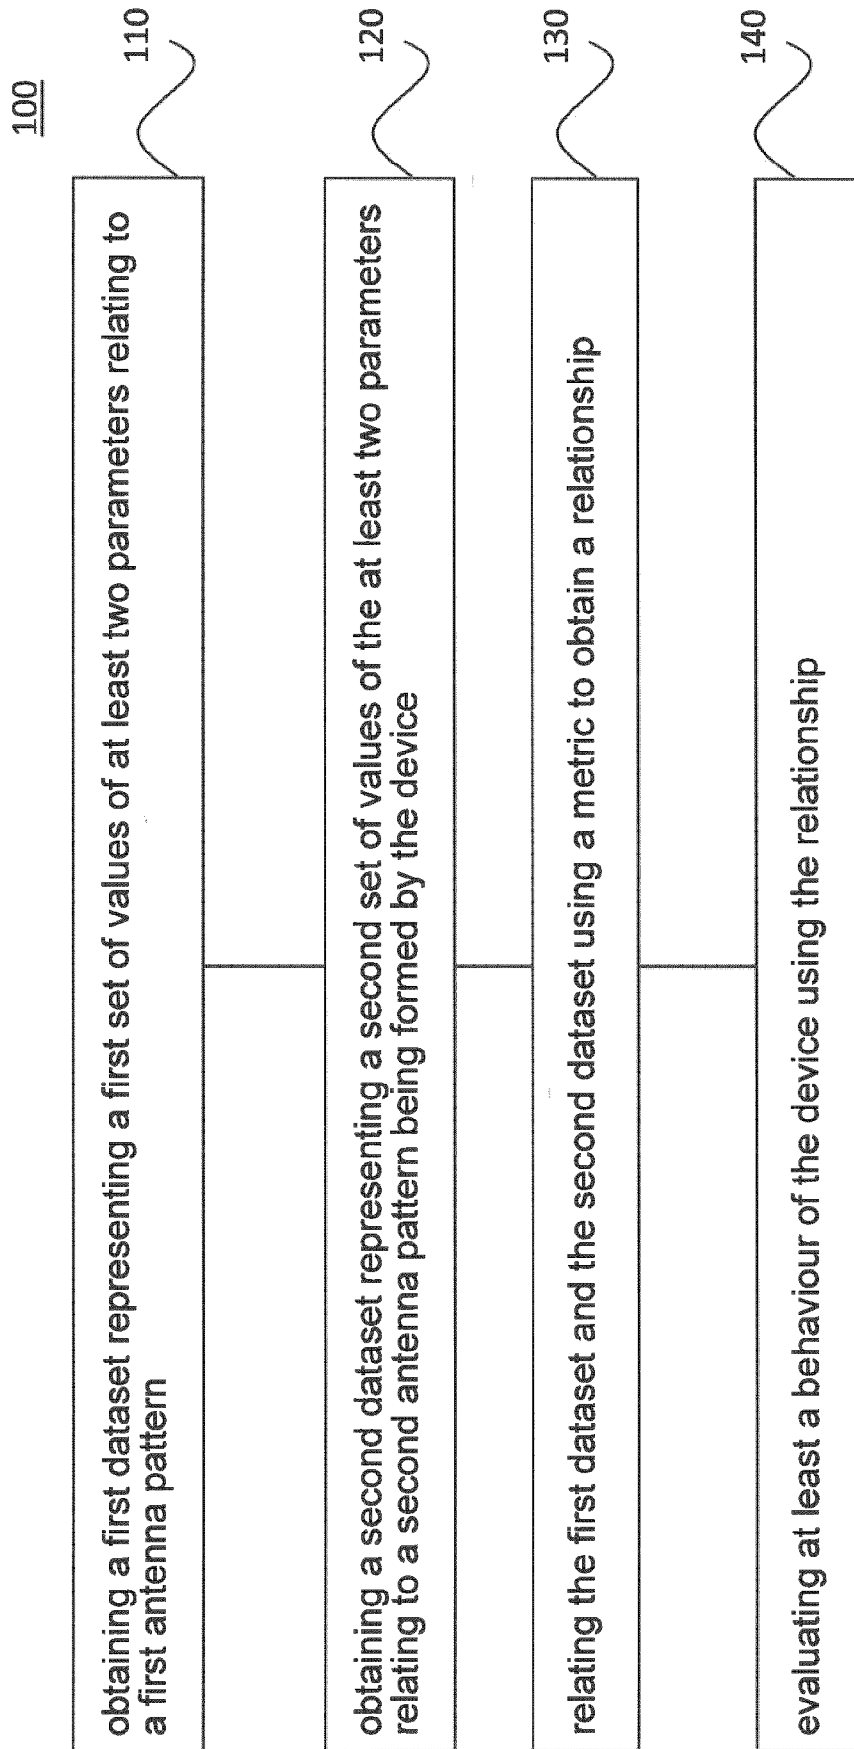 100
obtaining a first dataset representing a first set of values of at least two parameters relating to
a first antenna pattern
110
obtaining a second dataset representing a second set of values of the at least two parameters
relating to a second antenna pattern being formed by the device
120
relating the first dataset and the second dataset using a metric to obtain a relationship
130
evaluating at least a behaviour of the device using the relationship
140